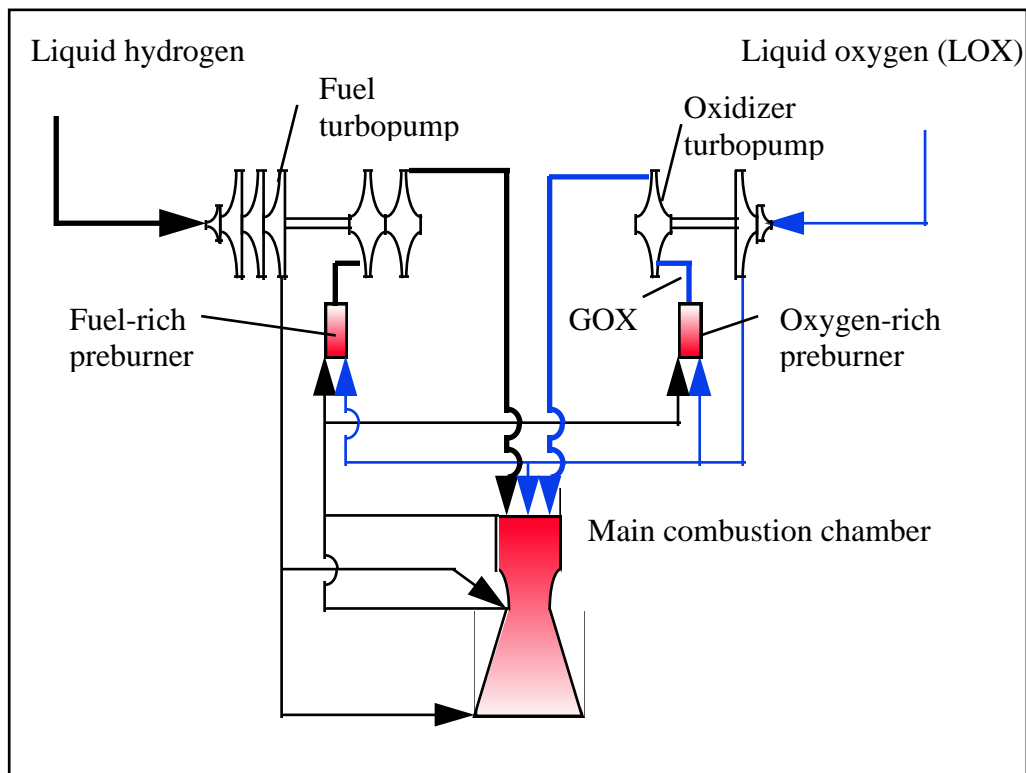 Liquid hydrogen
Liquid oxygen (LOX)
Fuel
turbopump
Oxidizer
turbopump
Fuel-rich
preburner
GOX
Oxygen-rich
preburner
Main combustion chamber